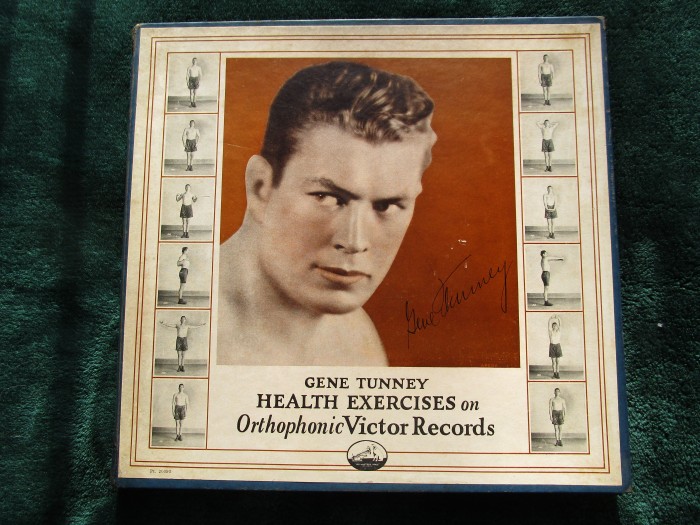 Gene Tunney
GENE TUNNEY
HEALTH EXERCISES on
Orthophonic Victor Records